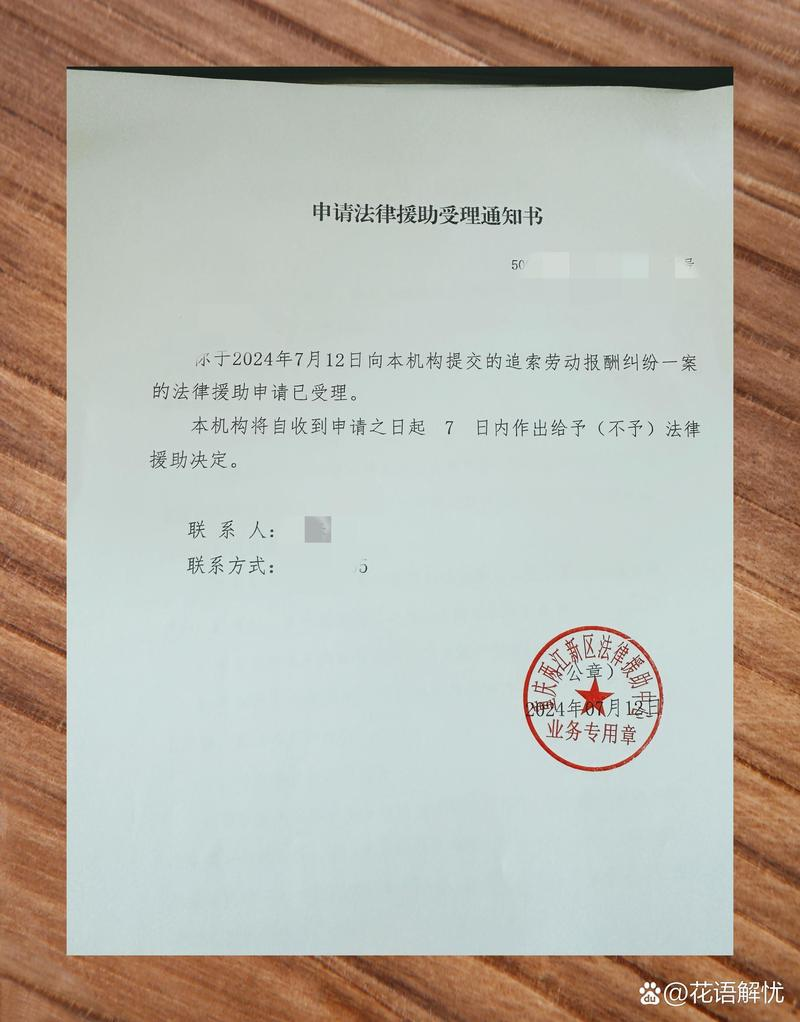 申请法律援助受理通知书
50 号
你于2024年7月12日向本机构提交的追索劳动报酬纠纷一案
的法律援助申请已受理。
本机构将自收到申请之日起 7 日内作出给予（不予）法律
援助决定。
联 系 人：
联系方式： 5
重庆两江新区法律援助中心
公章）
2024年07月12日
业务专用章
du @花语解忧